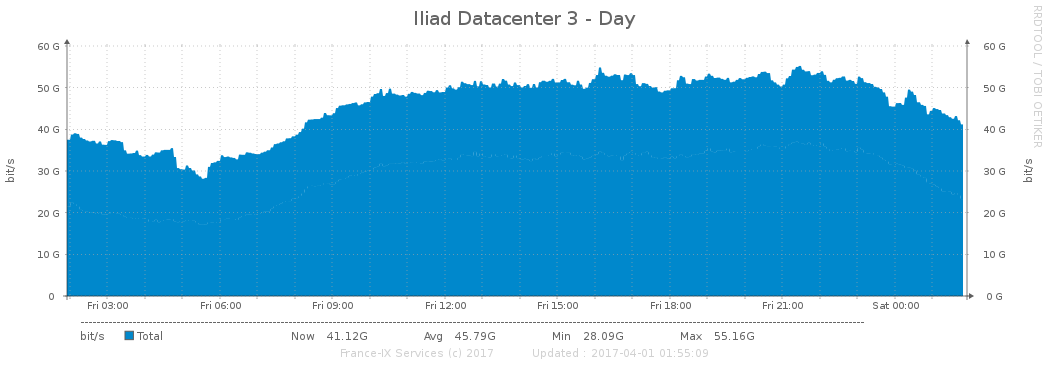 Iliad Datacenter 3 - Day
RRDTOOL / TOBI OETIKER
60 G 60 G
50 G 50 G
40 G 40 G
30 G 30 G
20 G 20 G
10 G 10 G
0 0 G
bit/s bit/s
Fri 03:00 Fri 06:00 Fri 09:00 Fri 12:00 Fri 15:00 Fri 18:00 Fri 21:00 Sat 00:00
bit/s Total Now 41.12G Avg 45.79G Min 28.09G Max 55.16G
France-IX Services (c) 2017 Updated : 2017-04-01 01:55:09